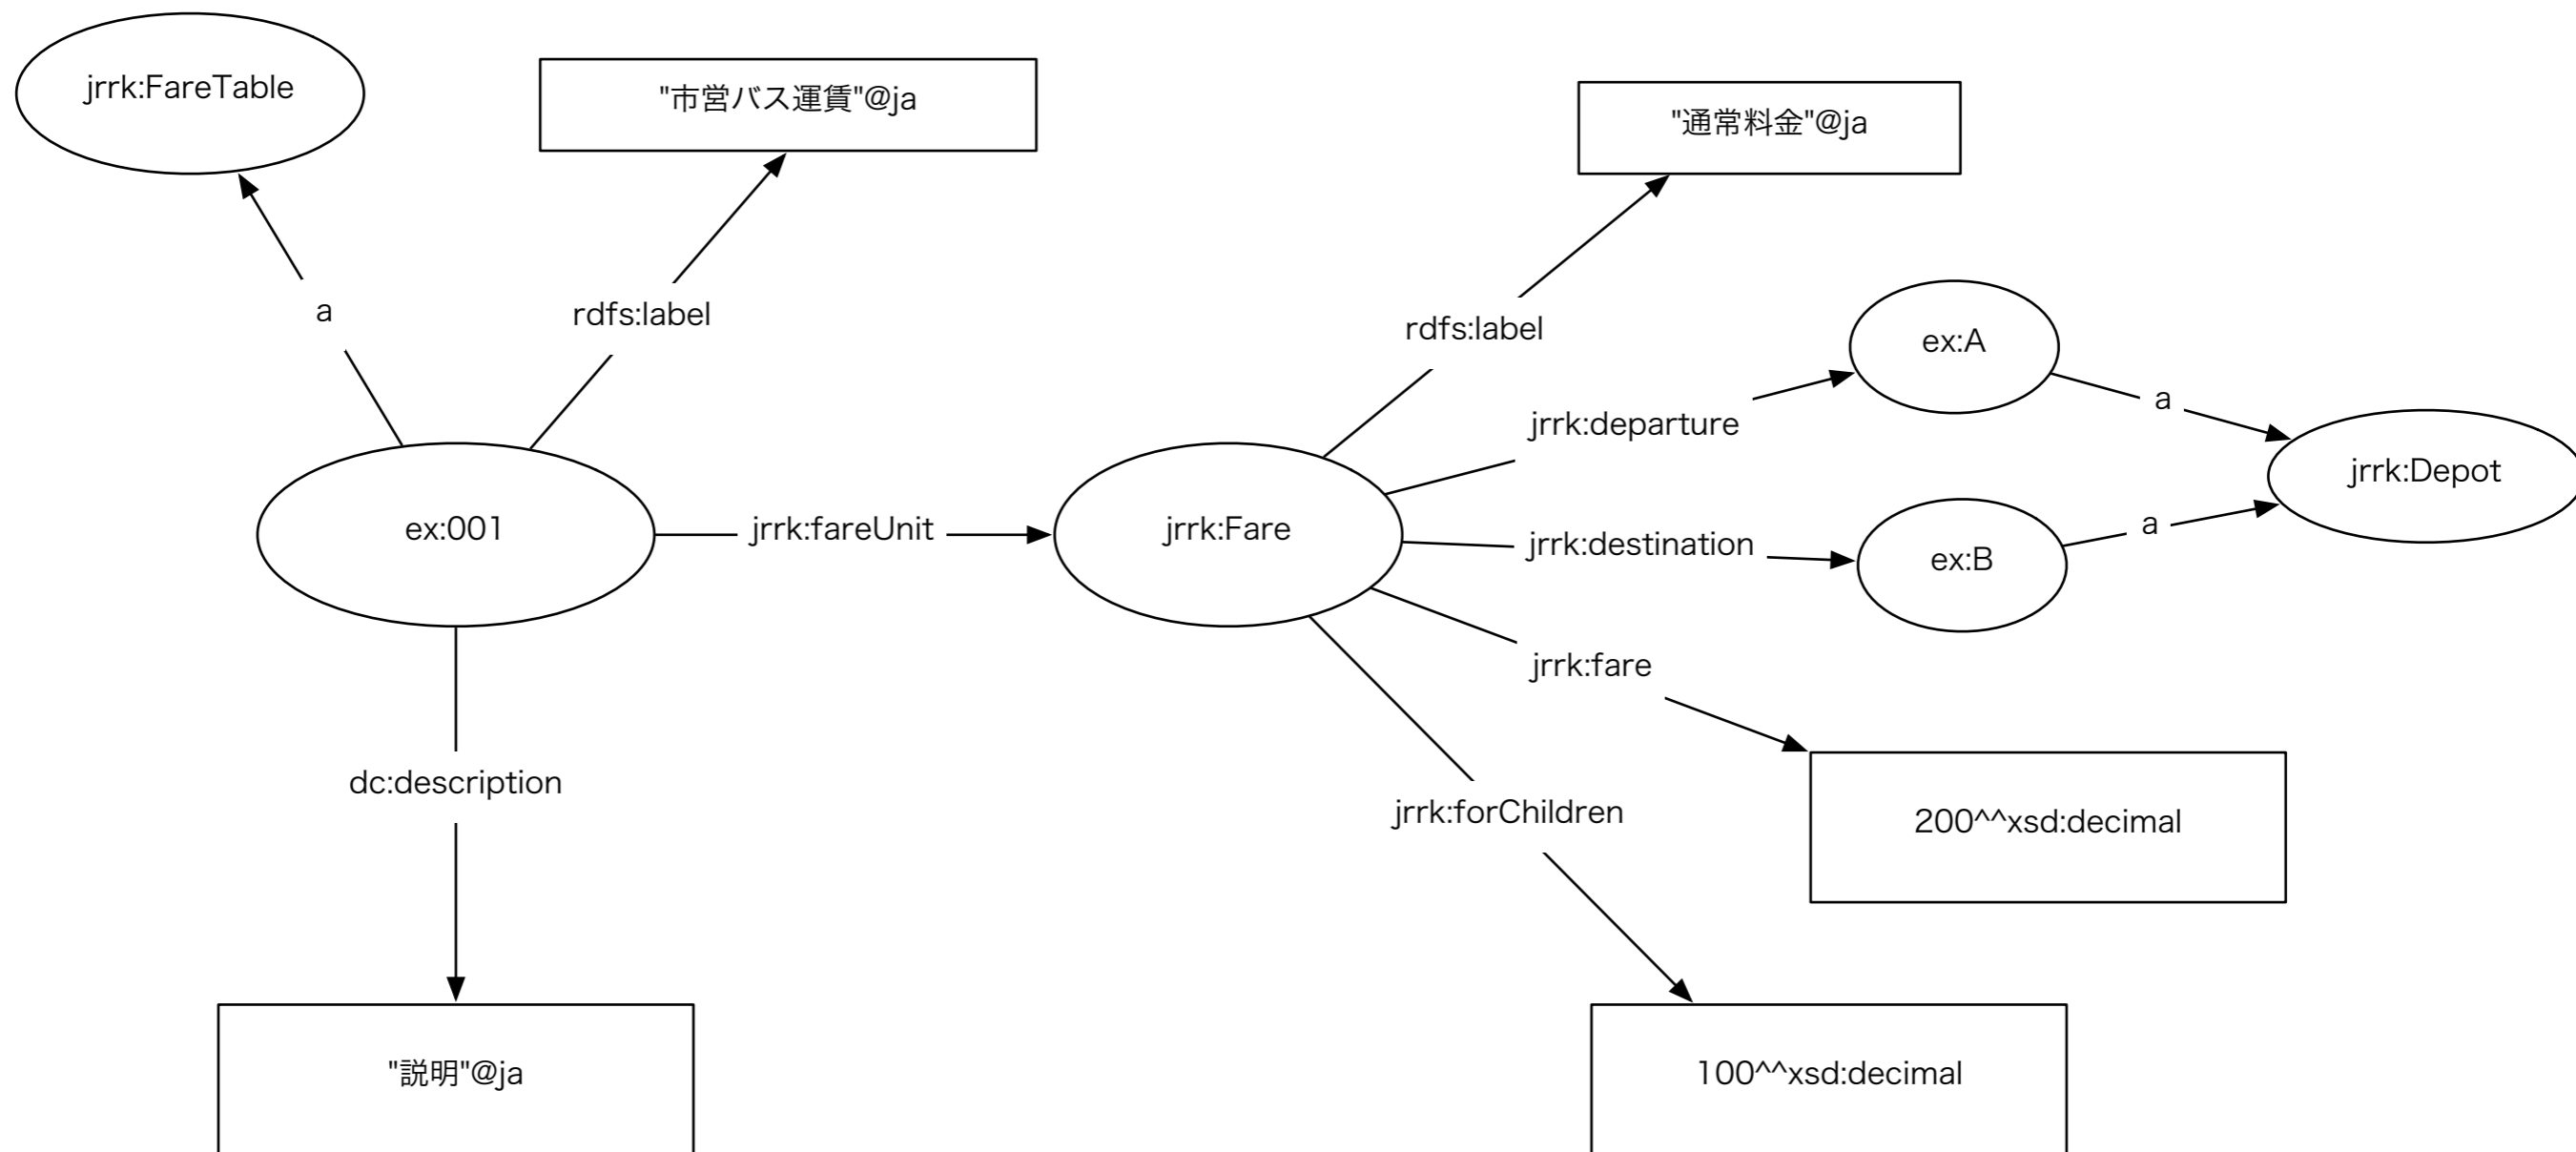 jrrk:FareTable
"市営バス運賃"@ja
"通常料金"@ja
a
rdfs:label
rdfs:label
ex:A
jrrk:departure
a
jrrk:Depot
ex:001
jrrk:fareUnit
jrrk:Fare
jrrk:destination
ex:B
a
jrrk:fare
dc:description
jrrk:forChildren
200^^xsd:decimal
"説明"@ja
100^^xsd:decimal